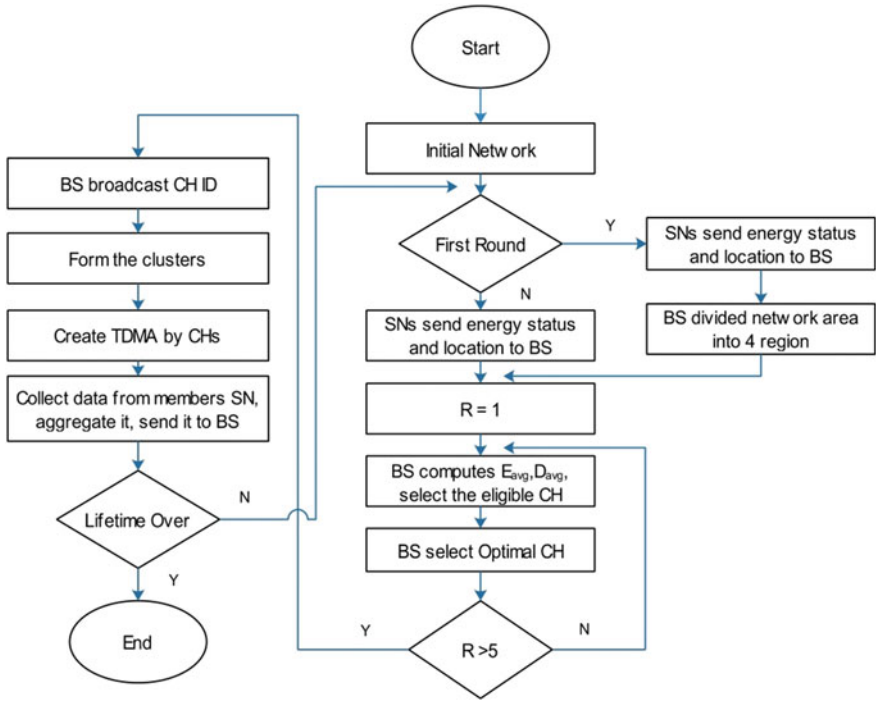 Start
Initial Network
First Round
Y
N
SNs send energy status
and location to BS
BS divided network area
into 4 region
SNs send energy status
and location to BS
R = 1
BS computes Eavg,Davg,
select the eligible CH
BS select Optimal CH
R >5
N
Y
BS broadcast CH ID
Form the clusters
Create TDMA by CHs
Collect data from members SN,
aggregate it, send it to BS
Lifetime Over
N
Y
End